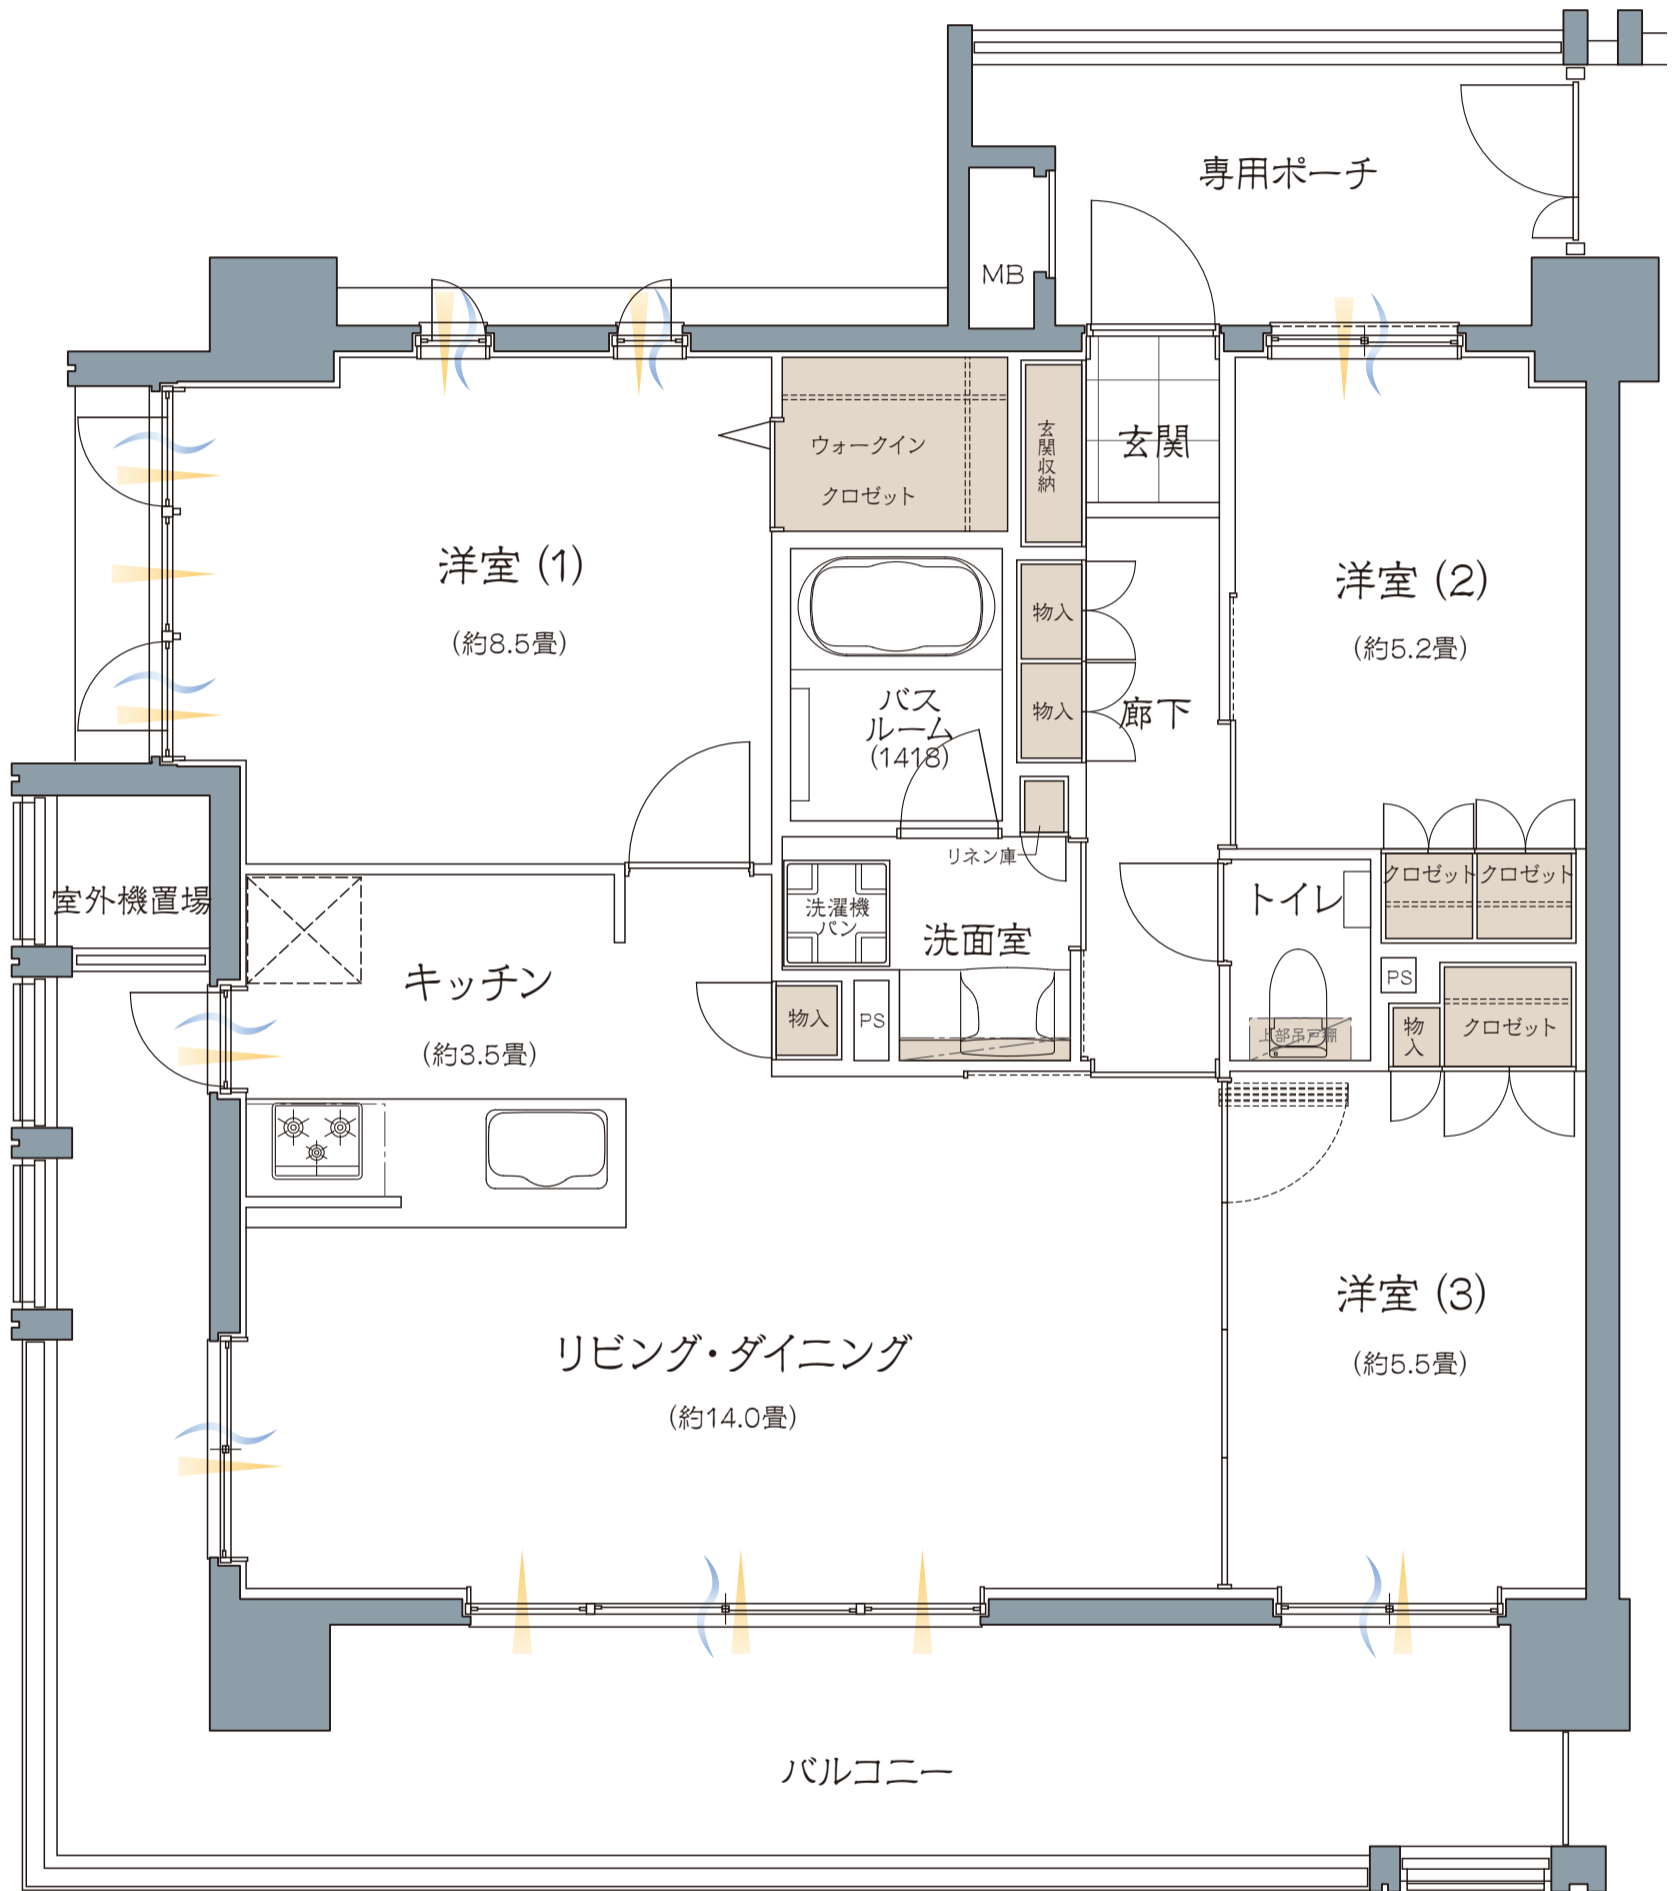 専用ポーチ
MB
ウォークイン
クロゼット
玄関収納
玄関
洋室 (1)
(約8.5畳)
洋室 (2)
(約5.2畳)
物入
物入
廊下
バス
ルーム
(1418)
リネン庫
室外機置場
洗濯機
パン
洗面室
トイレ
クロゼット
クロゼット
キッチン
(約3.5畳)
物入
PS
PS
上部吊戸棚
物入
クロゼット
洋室 (3)
(約5.5畳)
リビング・ダイニング
(約14.0畳)
バルコニー